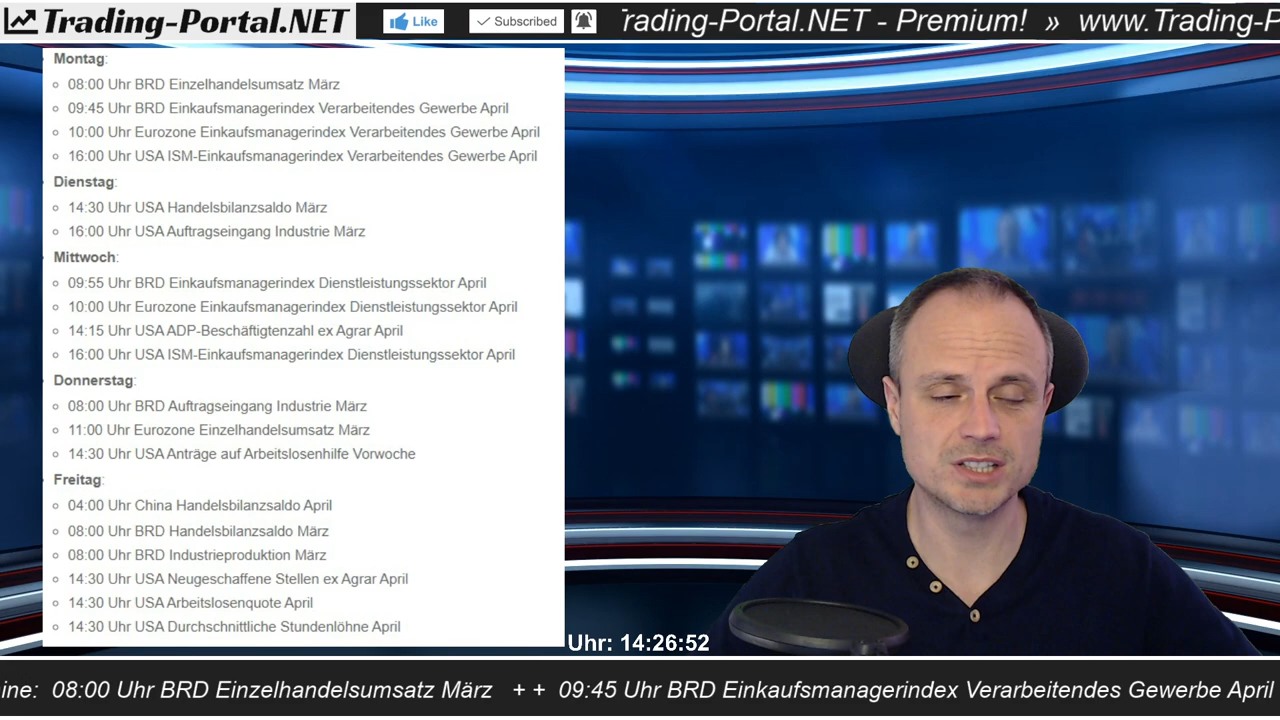 Trading-Portal.NET
Like
Subscribed
Trading-Portal.NET - Premium! » www.Trading-P
Montag:
08:00 Uhr BRD Einzelhandelsumsatz März
09:45 Uhr BRD Einkaufsmanagerindex Verarbeitendes Gewerbe April
10:00 Uhr Eurozone Einkaufsmanagerindex Verarbeitendes Gewerbe April
16:00 Uhr USA ISM-Einkaufsmanagerindex Verarbeitendes Gewerbe April
Dienstag:
14:30 Uhr USA Handelsbilanzsaldo März
16:00 Uhr USA Auftragseingang Industrie März
Mittwoch:
09:55 Uhr BRD Einkaufsmanagerindex Dienstleistungssektor April
10:00 Uhr Eurozone Einkaufsmanagerindex Dienstleistungssektor April
14:15 Uhr USA ADP-Beschäftigtenzahl ex Agrar April
16:00 Uhr USA ISM-Einkaufsmanagerindex Dienstleistungssektor April
Donnerstag:
08:00 Uhr BRD Auftragseingang Industrie März
11:00 Uhr Eurozone Einzelhandelsumsatz März
14:30 Uhr USA Anträge auf Arbeitslosenhilfe Vorwoche
Freitag:
04:00 Uhr China Handelsbilanzsaldo April
08:00 Uhr BRD Handelsbilanzsaldo März
08:00 Uhr BRD Industrieproduktion März
14:30 Uhr USA Neugeschaffene Stellen ex Agrar April
14:30 Uhr USA Arbeitslosenquote April
14:30 Uhr USA Durchschnittliche Stundenlöhne April
Uhr: 14:26:52
ine: 08:00 Uhr BRD Einzelhandelsumsatz März + + 09:45 Uhr BRD Einkaufsmanagerindex Verarbeitendes Gewerbe April